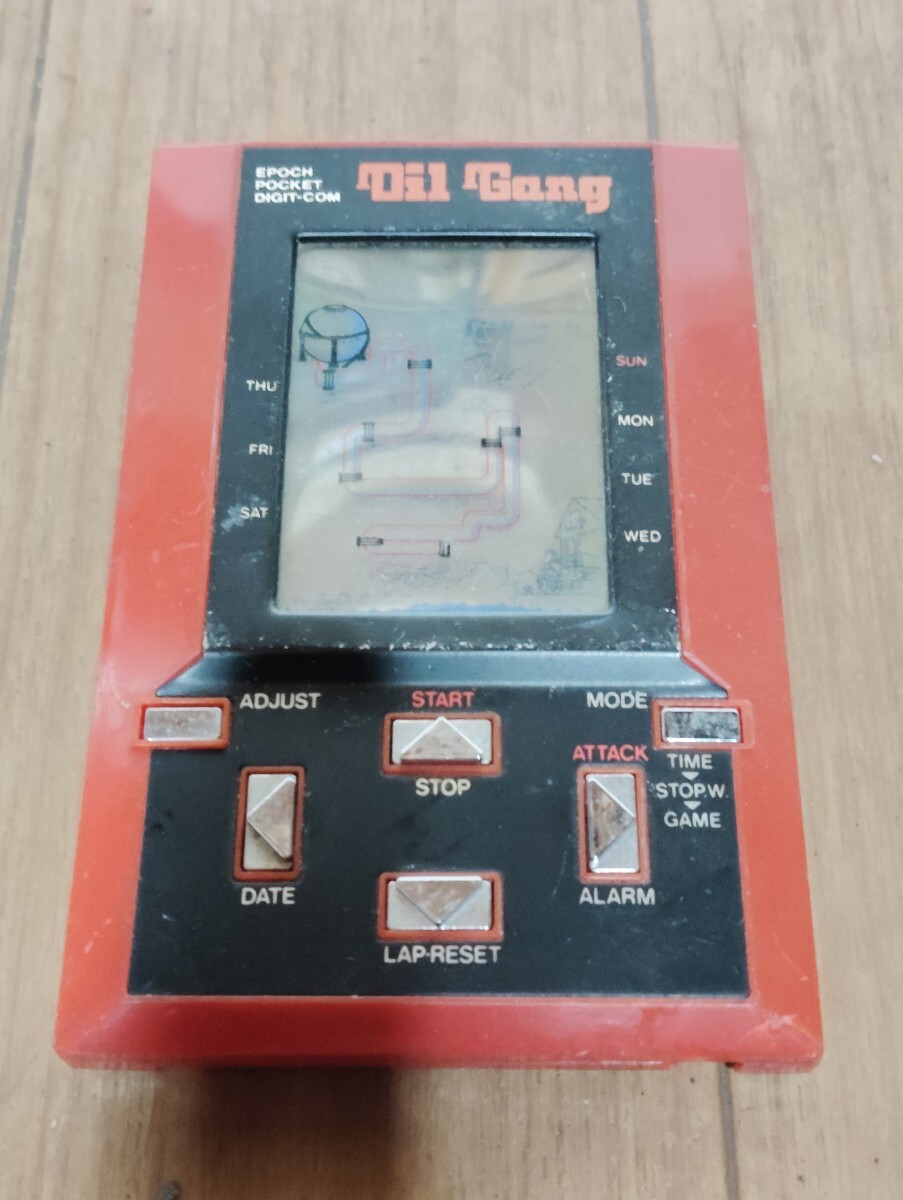 EPOCH
POCKET
DIGIT-COM
Oil Gang
THU
FRI
SAT
SUN
MON
TUE
WED
ADJUST
START
STOP
MODE
TIME
STOP.W.
GAME
ATTACK
ALARM
DATE
LAP-RESET